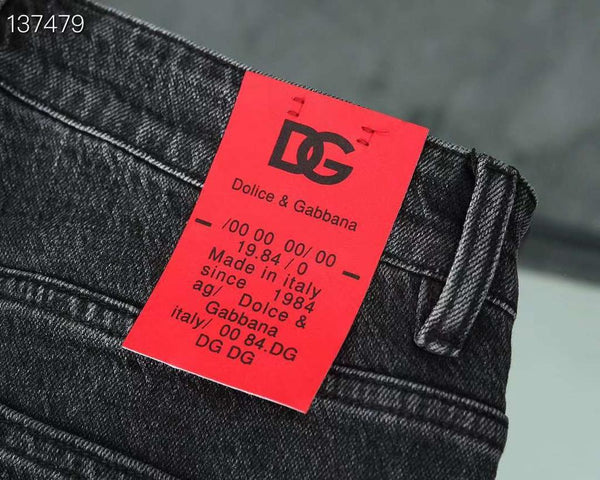 137479
DG
Dolice & Gabbana
/00 00 00/ 00
19.84 / 0
Made in italy
since 1984
ag/ Dolce &
Gabbana
italy/ 00 84.DG
DG DG